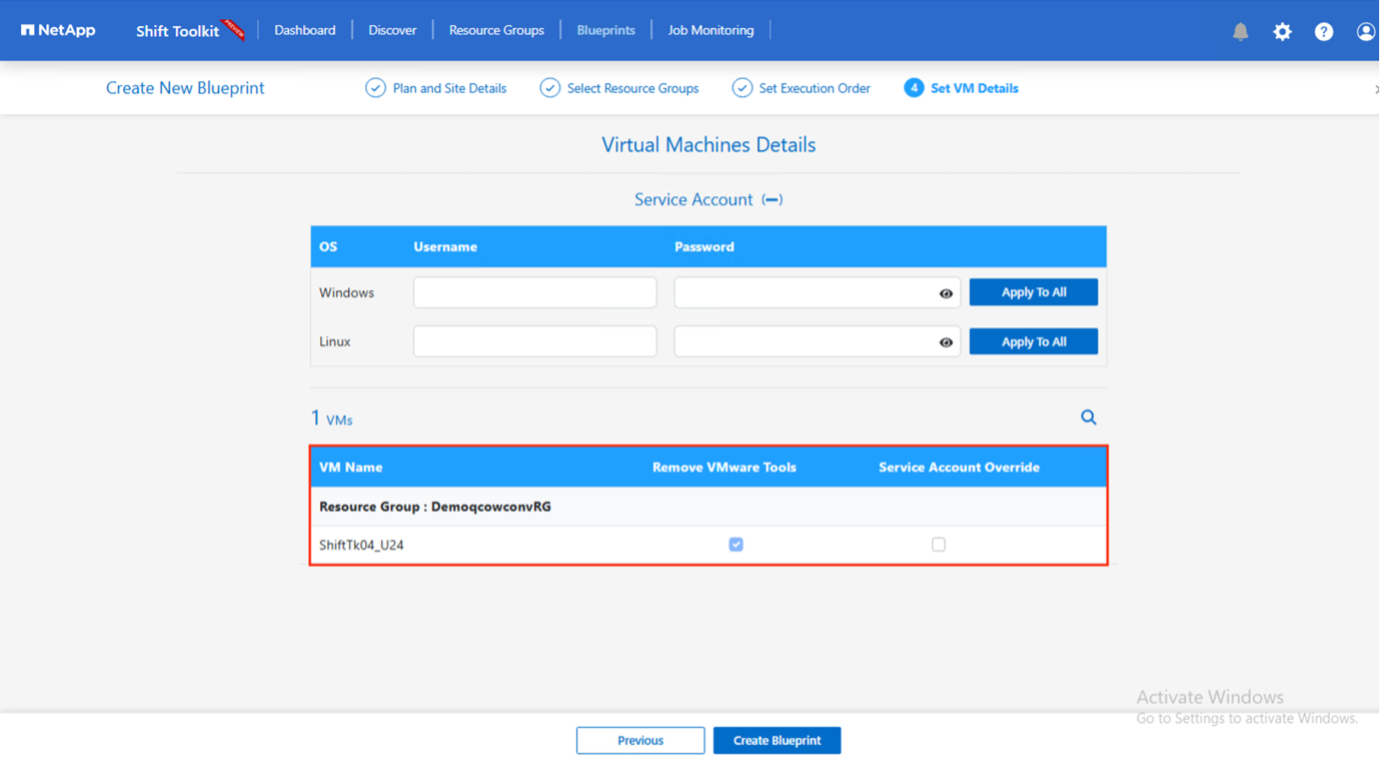 NetApp Shift Toolkit PREVIEW Dashboard Discover Resource Groups Blueprints Job Monitoring
Create New Blueprint Plan and Site Details Select Resource Groups Set Execution Order 4 Set VM Details
Virtual Machines Details
Service Account (−)
OS Username Password
Windows Apply To All
Linux Apply To All
1 VMs
VM Name Remove VMware Tools Service Account Override
Resource Group : DemoqcowconvRG
ShiftTk04_U24
Activate Windows
Go to Settings to activate Windows.
Previous Create Blueprint